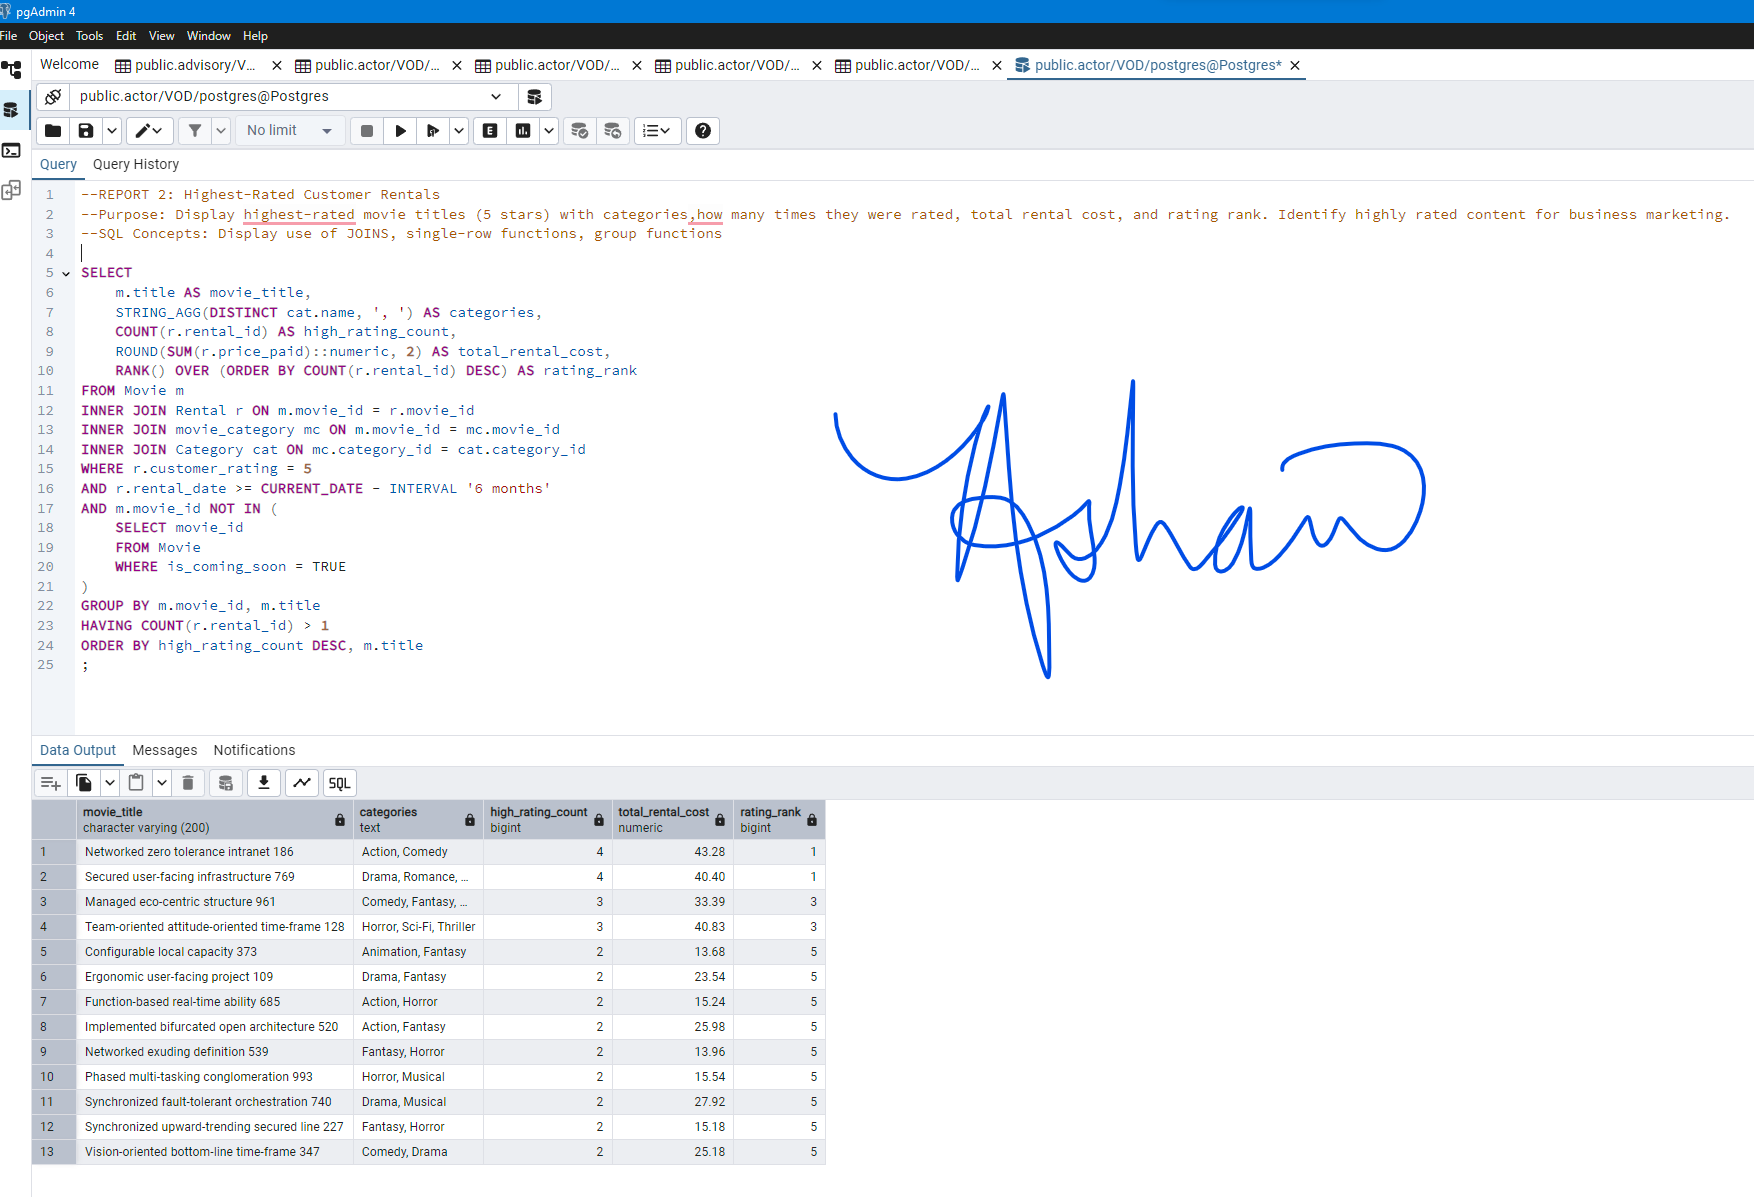 pgAdmin 4
File Object Tools Edit View Window Help
Welcome public.advisory/V... public.actor/VOD/... public.actor/VOD/... public.actor/VOD/... public.actor/VOD/... public.actor/VOD/postgres@Postgres*
public.actor/VOD/postgres@Postgres
No limit
E
Query Query History
1 --REPORT 2: Highest-Rated Customer Rentals
2 --Purpose: Display highest-rated movie titles (5 stars) with categories,how many times they were rated, total rental cost, and rating rank. Identify highly rated content for business marketing.
3 --SQL Concepts: Display use of JOINS, single-row functions, group functions
4
5 SELECT
6 m.title AS movie_title,
7 STRING_AGG(DISTINCT cat.name, ', ') AS categories,
8 COUNT(r.rental_id) AS high_rating_count,
9 ROUND(SUM(r.price_paid)::numeric, 2) AS total_rental_cost,
10 RANK() OVER (ORDER BY COUNT(r.rental_id) DESC) AS rating_rank
11 FROM Movie m
12 INNER JOIN Rental r ON m.movie_id = r.movie_id
13 INNER JOIN movie_category mc ON m.movie_id = mc.movie_id
14 INNER JOIN Category cat ON mc.category_id = cat.category_id
15 WHERE r.customer_rating = 5
16 AND r.rental_date >= CURRENT_DATE - INTERVAL '6 months'
17 AND m.movie_id NOT IN (
18 SELECT movie_id
19 FROM Movie
20 WHERE is_coming_soon = TRUE
21 )
22 GROUP BY m.movie_id, m.title
23 HAVING COUNT(r.rental_id) > 1
24 ORDER BY high_rating_count DESC, m.title
25 ;
Data Output Messages Notifications
SQL
movie_title categories high_rating_count total_rental_cost rating_rank
character varying (200) text bigint numeric bigint
1 Networked zero tolerance intranet 186 Action, Comedy 4 43.28 1
2 Secured user-facing infrastructure 769 Drama, Romance, ... 4 40.40 1
3 Managed eco-centric structure 961 Comedy, Fantasy, ... 3 33.39 3
4 Team-oriented attitude-oriented time-frame 128 Horror, Sci-Fi, Thriller 3 40.83 3
5 Configurable local capacity 373 Animation, Fantasy 2 13.68 5
6 Ergonomic user-facing project 109 Drama, Fantasy 2 23.54 5
7 Function-based real-time ability 685 Action, Horror 2 15.24 5
8 Implemented bifurcated open architecture 520 Action, Fantasy 2 25.98 5
9 Networked exuding definition 539 Fantasy, Horror 2 13.96 5
10 Phased multi-tasking conglomeration 993 Horror, Musical 2 15.54 5
11 Synchronized fault-tolerant orchestration 740 Drama, Musical 2 27.92 5
12 Synchronized upward-trending secured line 227 Fantasy, Horror 2 15.18 5
13 Vision-oriented bottom-line time-frame 347 Comedy, Drama 2 25.18 5